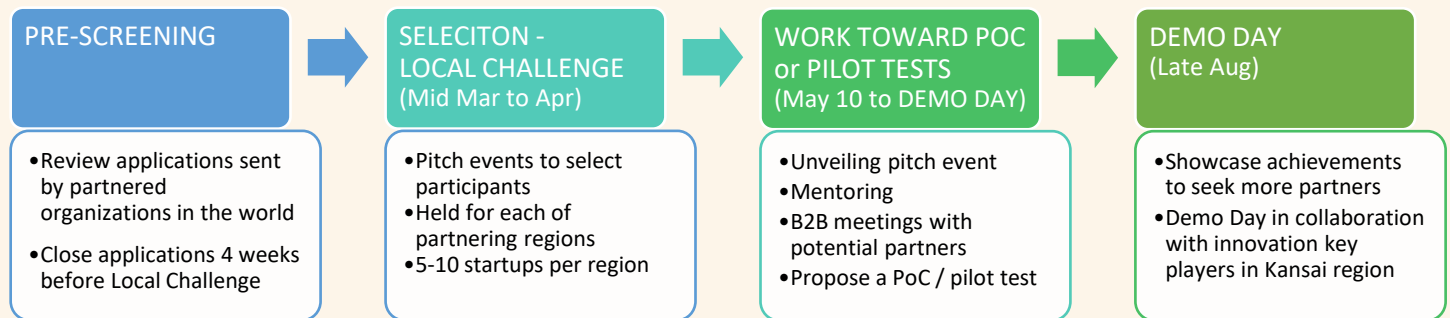 PRE-SCREENING
•Review applications sent
by partnered
organizations in the world
•Close applications 4 weeks
before Local Challenge
SELECITON -
LOCAL CHALLENGE
(Mid Mar to Apr)
•Pitch events to select
participants
•Held for each of
partnering regions
•5-10 startups per region
WORK TOWARD POC
or PILOT TESTS
(May 10 to DEMO DAY)
•Unveiling pitch event
•Mentoring
•B2B meetings with
potential partners
•Propose a PoC / pilot test
DEMO DAY
(Late Aug)
•Showcase achievements
to seek more partners
•Demo Day in collaboration
with innovation key
players in Kansai region